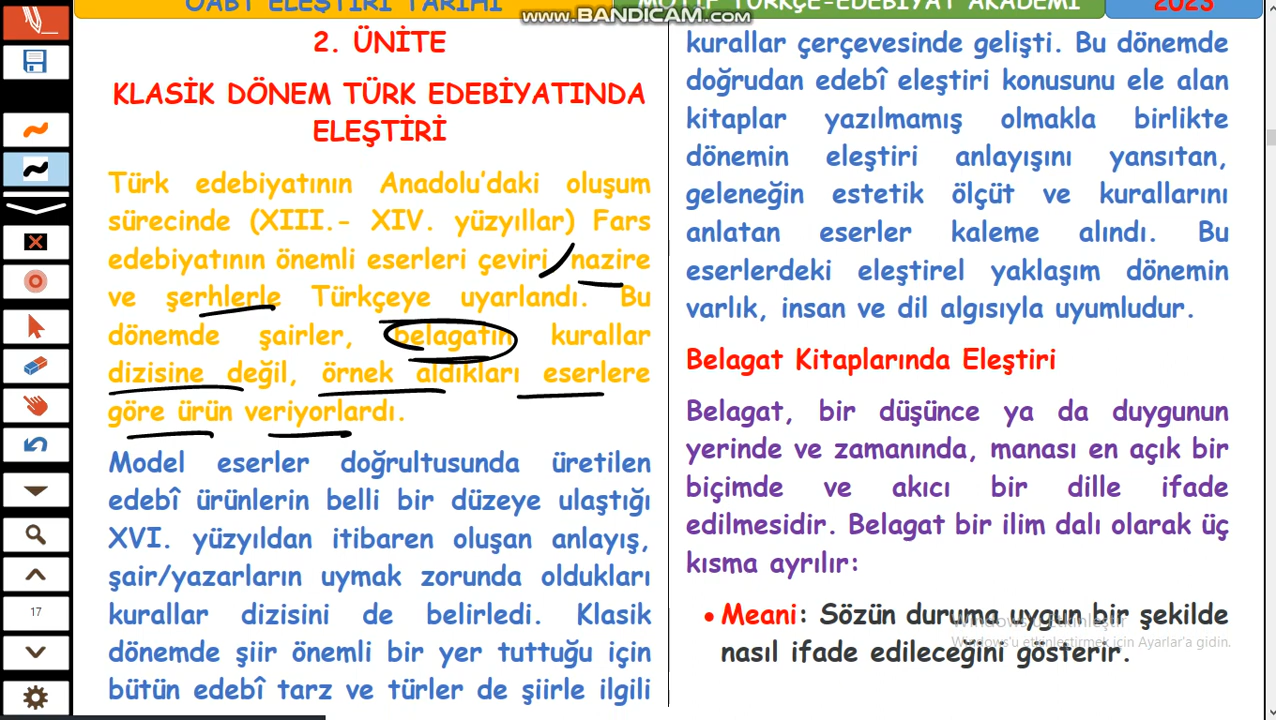 ÖABT ELEŞTİRİ TARİHİ
www.BANDICAM.com
MOTİF TÜRKÇE-EDEBİYAT AKADEMİ
2023
2. ÜNİTE
KLASİK DÖNEM TÜRK EDEBİYATINDA
ELEŞTİRİ
Türk edebiyatının Anadolu’daki oluşum
sürecinde (XIII.- XIV. yüzyıllar) Fars
edebiyatının önemli eserleri çeviri, nazire
ve şerhlerle Türkçeye uyarlandı. Bu
dönemde şairler, belagatın kurallar
dizisine değil, örnek aldıkları eserlere
göre ürün veriyorlardı.
Model eserler doğrultusunda üretilen
edebî ürünlerin belli bir düzeye ulaştığı
XVI. yüzyıldan itibaren oluşan anlayış,
şair/yazarların uymak zorunda oldukları
kurallar dizisini de belirledi. Klasik
dönemde şiir önemli bir yer tuttuğu için
bütün edebî tarz ve türler de şiirle ilgili
kurallar çerçevesinde gelişti. Bu dönemde
doğrudan edebî eleştiri konusunu ele alan
kitaplar yazılmamış olmakla birlikte
dönemin eleştiri anlayışını yansıtan,
geleneğin estetik ölçüt ve kurallarını
anlatan eserler kaleme alındı. Bu
eserlerdeki eleştirel yaklaşım dönemin
varlık, insan ve dil algısıyla uyumludur.
Belagat Kitaplarında Eleştiri
Belagat, bir düşünce ya da duygunun
yerinde ve zamanında, manası en açık bir
biçimde ve akıcı bir dille ifade
edilmesidir. Belagat bir ilim dalı olarak üç
kısma ayrılır:
• Meani: Sözün duruma uygun bir şekilde
nasıl ifade edileceğini gösterir.
Windows'u Etkinleştir
Windows'u etkinleştirmek için Ayarlar'a gidin.
17